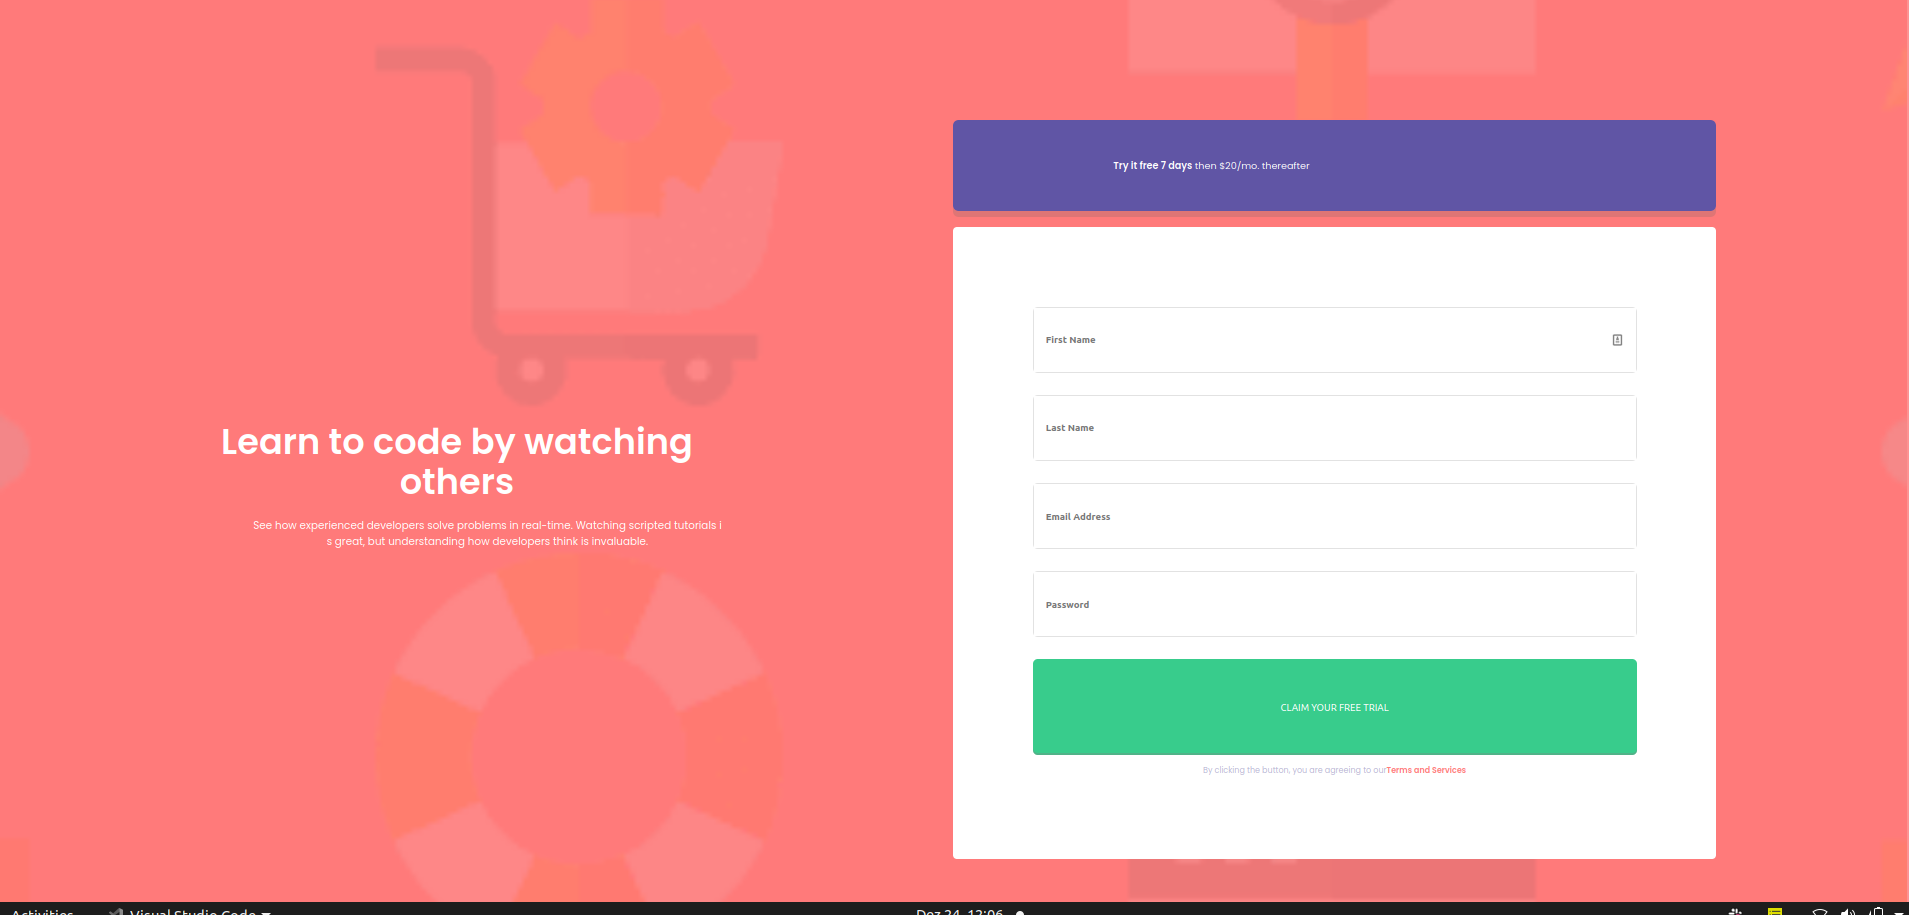 Learn to code by watching
others
See how experienced developers solve problems in real-time. Watching scripted tutorials i
s great, but understanding how developers think is invaluable.
Try it free 7 days then $20/mo. thereafter
First Name
Last Name
Email Address
Password
CLAIM YOUR FREE TRIAL
By clicking the button, you are agreeing to ourTerms and Services
Activities
Visual Studio Code
Dez 24, 12:06